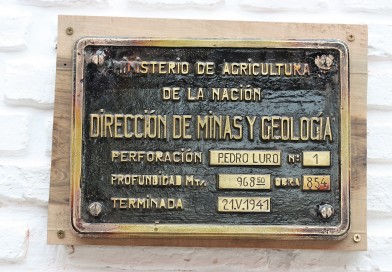 MINISTERIO DE AGRICULTURA
DE LA NACIÓN
DIRECCIÓN DE MINAS Y GEOLOGÍA
PERFORACIÓN PEDRO LURO Nº 1
PROFUNDIDAD Mts. 968.50 OBRA 854
TERMINADA 21.V.1941